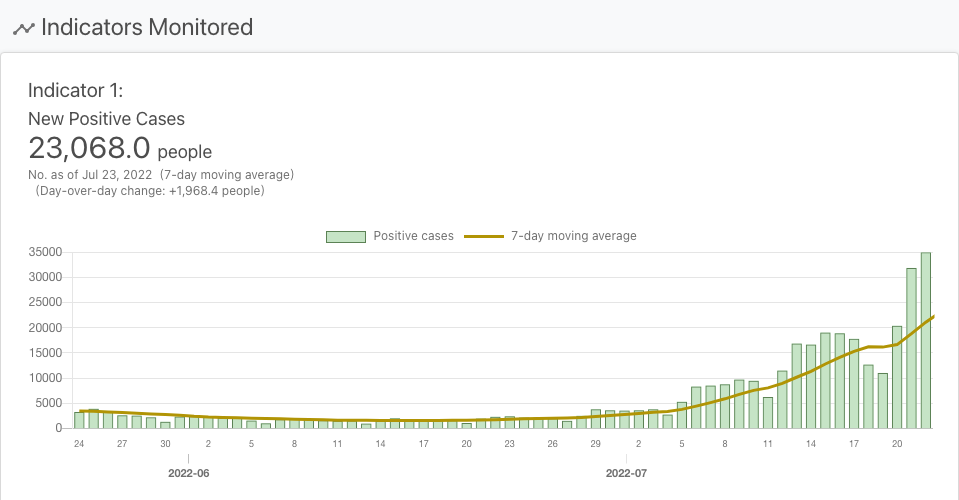 Indicators Monitored
Indicator 1:
New Positive Cases
23,068.0 people
No. as of Jul 23, 2022 (7-day moving average)
(Day-over-day change: +1,968.4 people)
Positive cases 7-day moving average
35000
30000
25000
20000
15000
10000
5000
0
24 27 30 2 5 8 11 14 17 20 23 26 29 2 5 8 11 14 17 20
2022-06 2022-07